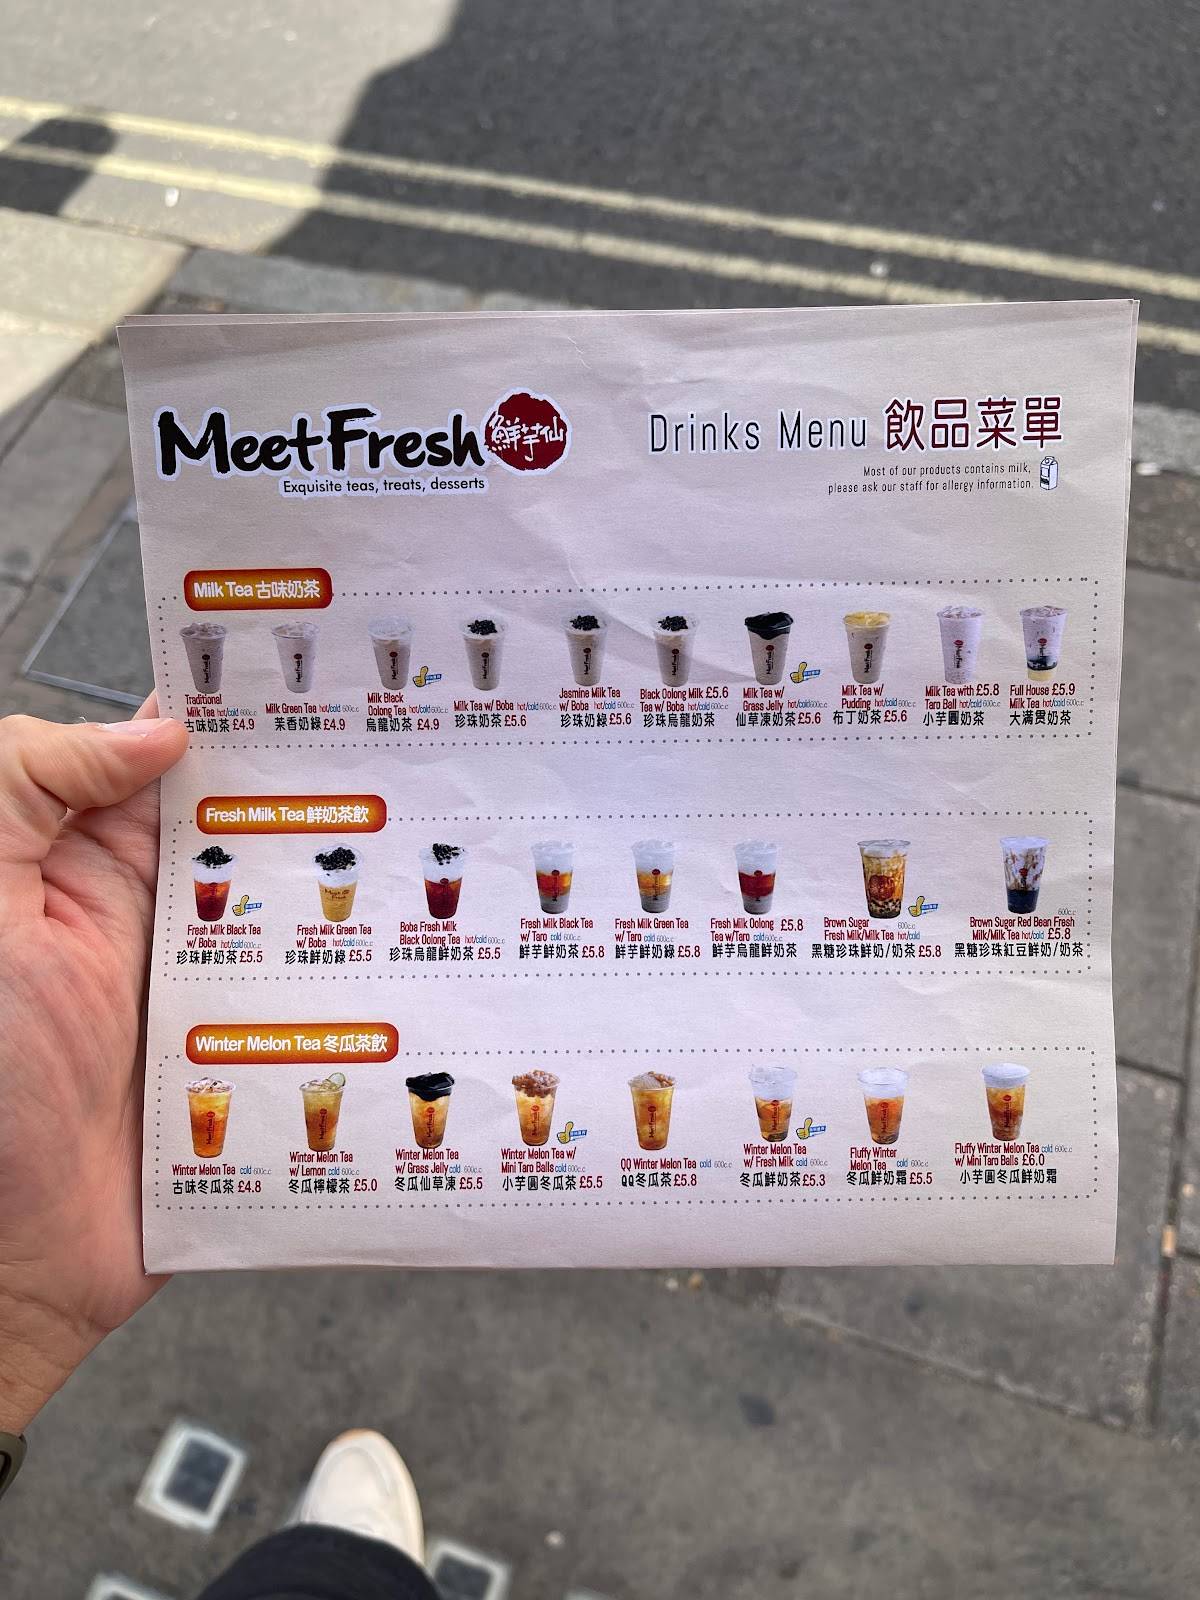 MeetFresh 鮮芋仙
Exquisite teas, treats, desserts
Drinks Menu 飲品菜單
Most of our products contains milk,
please ask our staff for allergy information.
Milk Tea 古味奶茶
Traditional
Milk Tea hot/cold 600c.c
古味奶茶 £4.9
Milk Green Tea hot/cold 600c.c
茉香奶綠 £4.9
Milk Black
Oolong Tea hot/cold 600c.c
烏龍奶茶 £4.9
Milk Tea w/ Boba hot/cold 600c.c
珍珠奶茶 £5.6
Jasmine Milk Tea
w/ Boba hot/cold 600c.c
珍珠奶綠 £5.6
Black Oolong Milk £5.6
Tea w/ Boba hot/cold 600c.c
珍珠烏龍奶茶
Milk Tea w/
Grass Jelly hot/cold 600c.c
仙草凍奶茶 £5.6
Milk Tea w/
Pudding hot/cold 600c.c
布丁奶茶 £5.6
Milk Tea with £5.8
Taro Ball hot/cold 600c.c
小芋圓奶茶
Full House £5.9
Milk Tea hot/cold 600c.c
大滿貫奶茶
Fresh Milk Tea 鮮奶茶飲
Fresh Milk Black Tea
w/ Boba hot/cold 600c.c
珍珠鮮奶茶 £5.5
Fresh Milk Green Tea
w/ Boba hot/cold 600c.c
珍珠鮮奶綠 £5.5
Boba Fresh Milk
Black Oolong Tea hot/cold 600c.c
珍珠烏龍鮮奶茶 £5.5
Fresh Milk Black Tea
w/ Taro cold 600c.c
鮮芋鮮奶茶 £5.8
Fresh Milk Green Tea
w/ Taro cold 600c.c
鮮芋鮮奶綠 £5.8
Fresh Milk Oolong £5.8
Tea w/Taro cold 600c.c
鮮芋烏龍鮮奶茶
Brown Sugar 600c.c
Fresh Milk/Milk Tea hot/cold
黑糖珍珠鮮奶/奶茶 £5.8
600c.c
Brown Sugar Red Bean Fresh
Milk/Milk Tea hot/cold £5.8
黑糖珍珠紅豆鮮奶/奶茶
Winter Melon Tea 冬瓜茶飲
Winter Melon Tea cold 600c.c
古味冬瓜茶 £4.8
Winter Melon Tea
w/ Lemon cold 600c.c
冬瓜檸檬茶 £5.0
Winter Melon Tea
w/ Grass Jelly cold 600c.c
冬瓜仙草凍 £5.5
Winter Melon Tea w/
Mini Taro Balls cold 600c.c
小芋圓冬瓜茶 £5.5
QQ Winter Melon Tea cold 600c.c
QQ冬瓜茶 £5.8
Winter Melon Tea
w/ Fresh Milk cold 600c.c
冬瓜鮮奶茶 £5.3
Fluffy Winter
Melon Tea cold 600c.c
冬瓜鮮奶霜 £5.5
Fluffy Winter Melon Tea cold 600c.c
w/ Mini Taro Balls £6.0
小芋圓冬瓜鮮奶霜